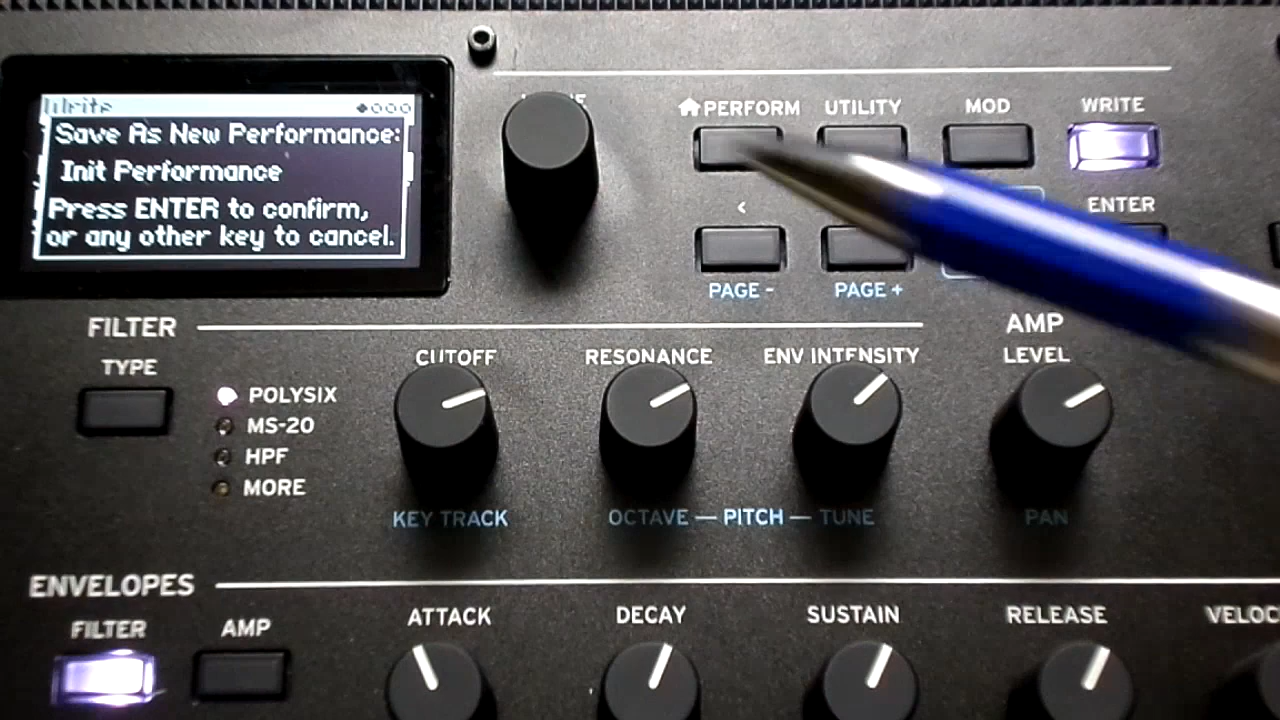 Write
Save As New Performance:
Init Performance
Press ENTER to confirm,
or any other key to cancel.
PERFORM UTILITY MOD WRITE
< ENTER
PAGE - PAGE +
FILTER AMP
TYPE CUTOFF RESONANCE ENV INTENSITY LEVEL
POLYSIX
MS-20
HPF
MORE
KEY TRACK OCTAVE — PITCH — TUNE PAN
ENVELOPES
FILTER AMP ATTACK DECAY SUSTAIN RELEASE